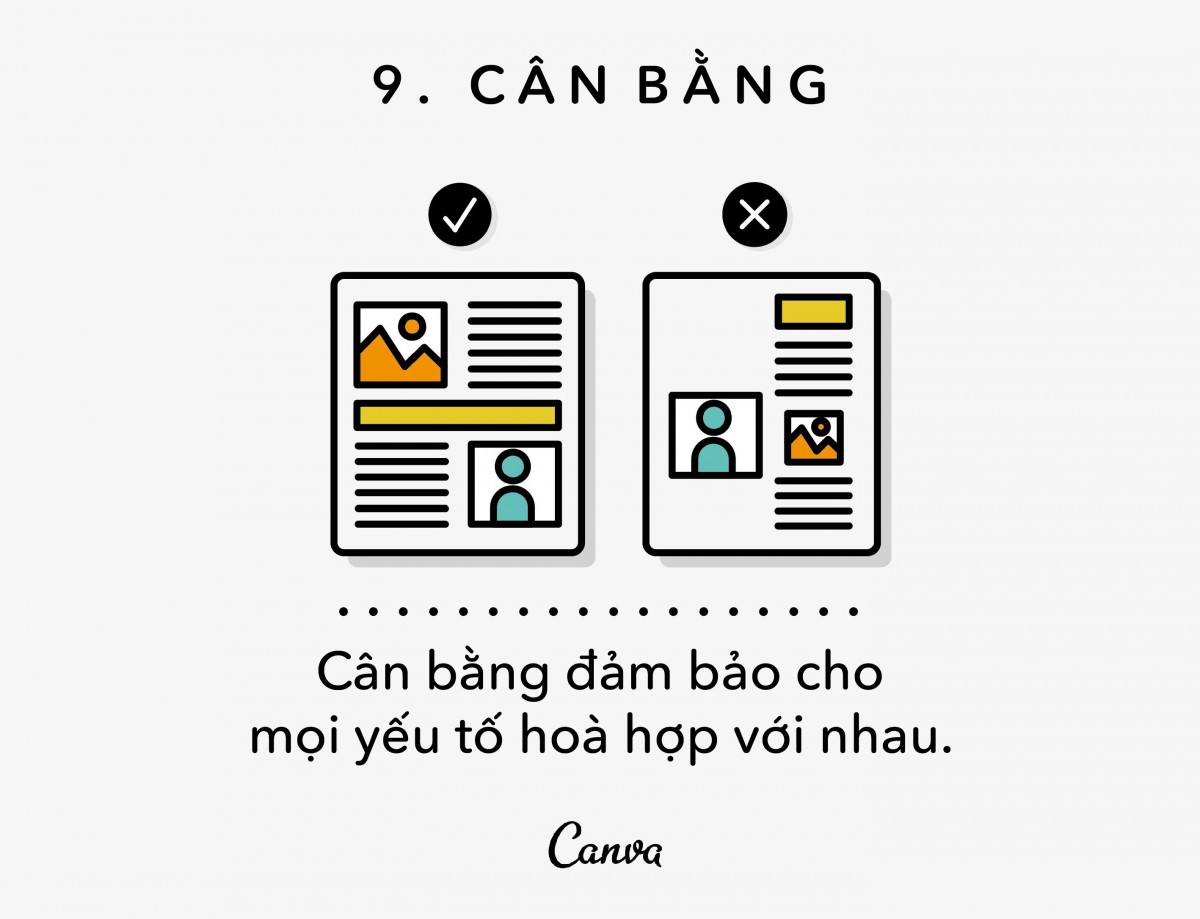 9. CÂN BẰNG
Cân bằng đảm bảo cho
mọi yếu tố hoà hợp với nhau.
Canva